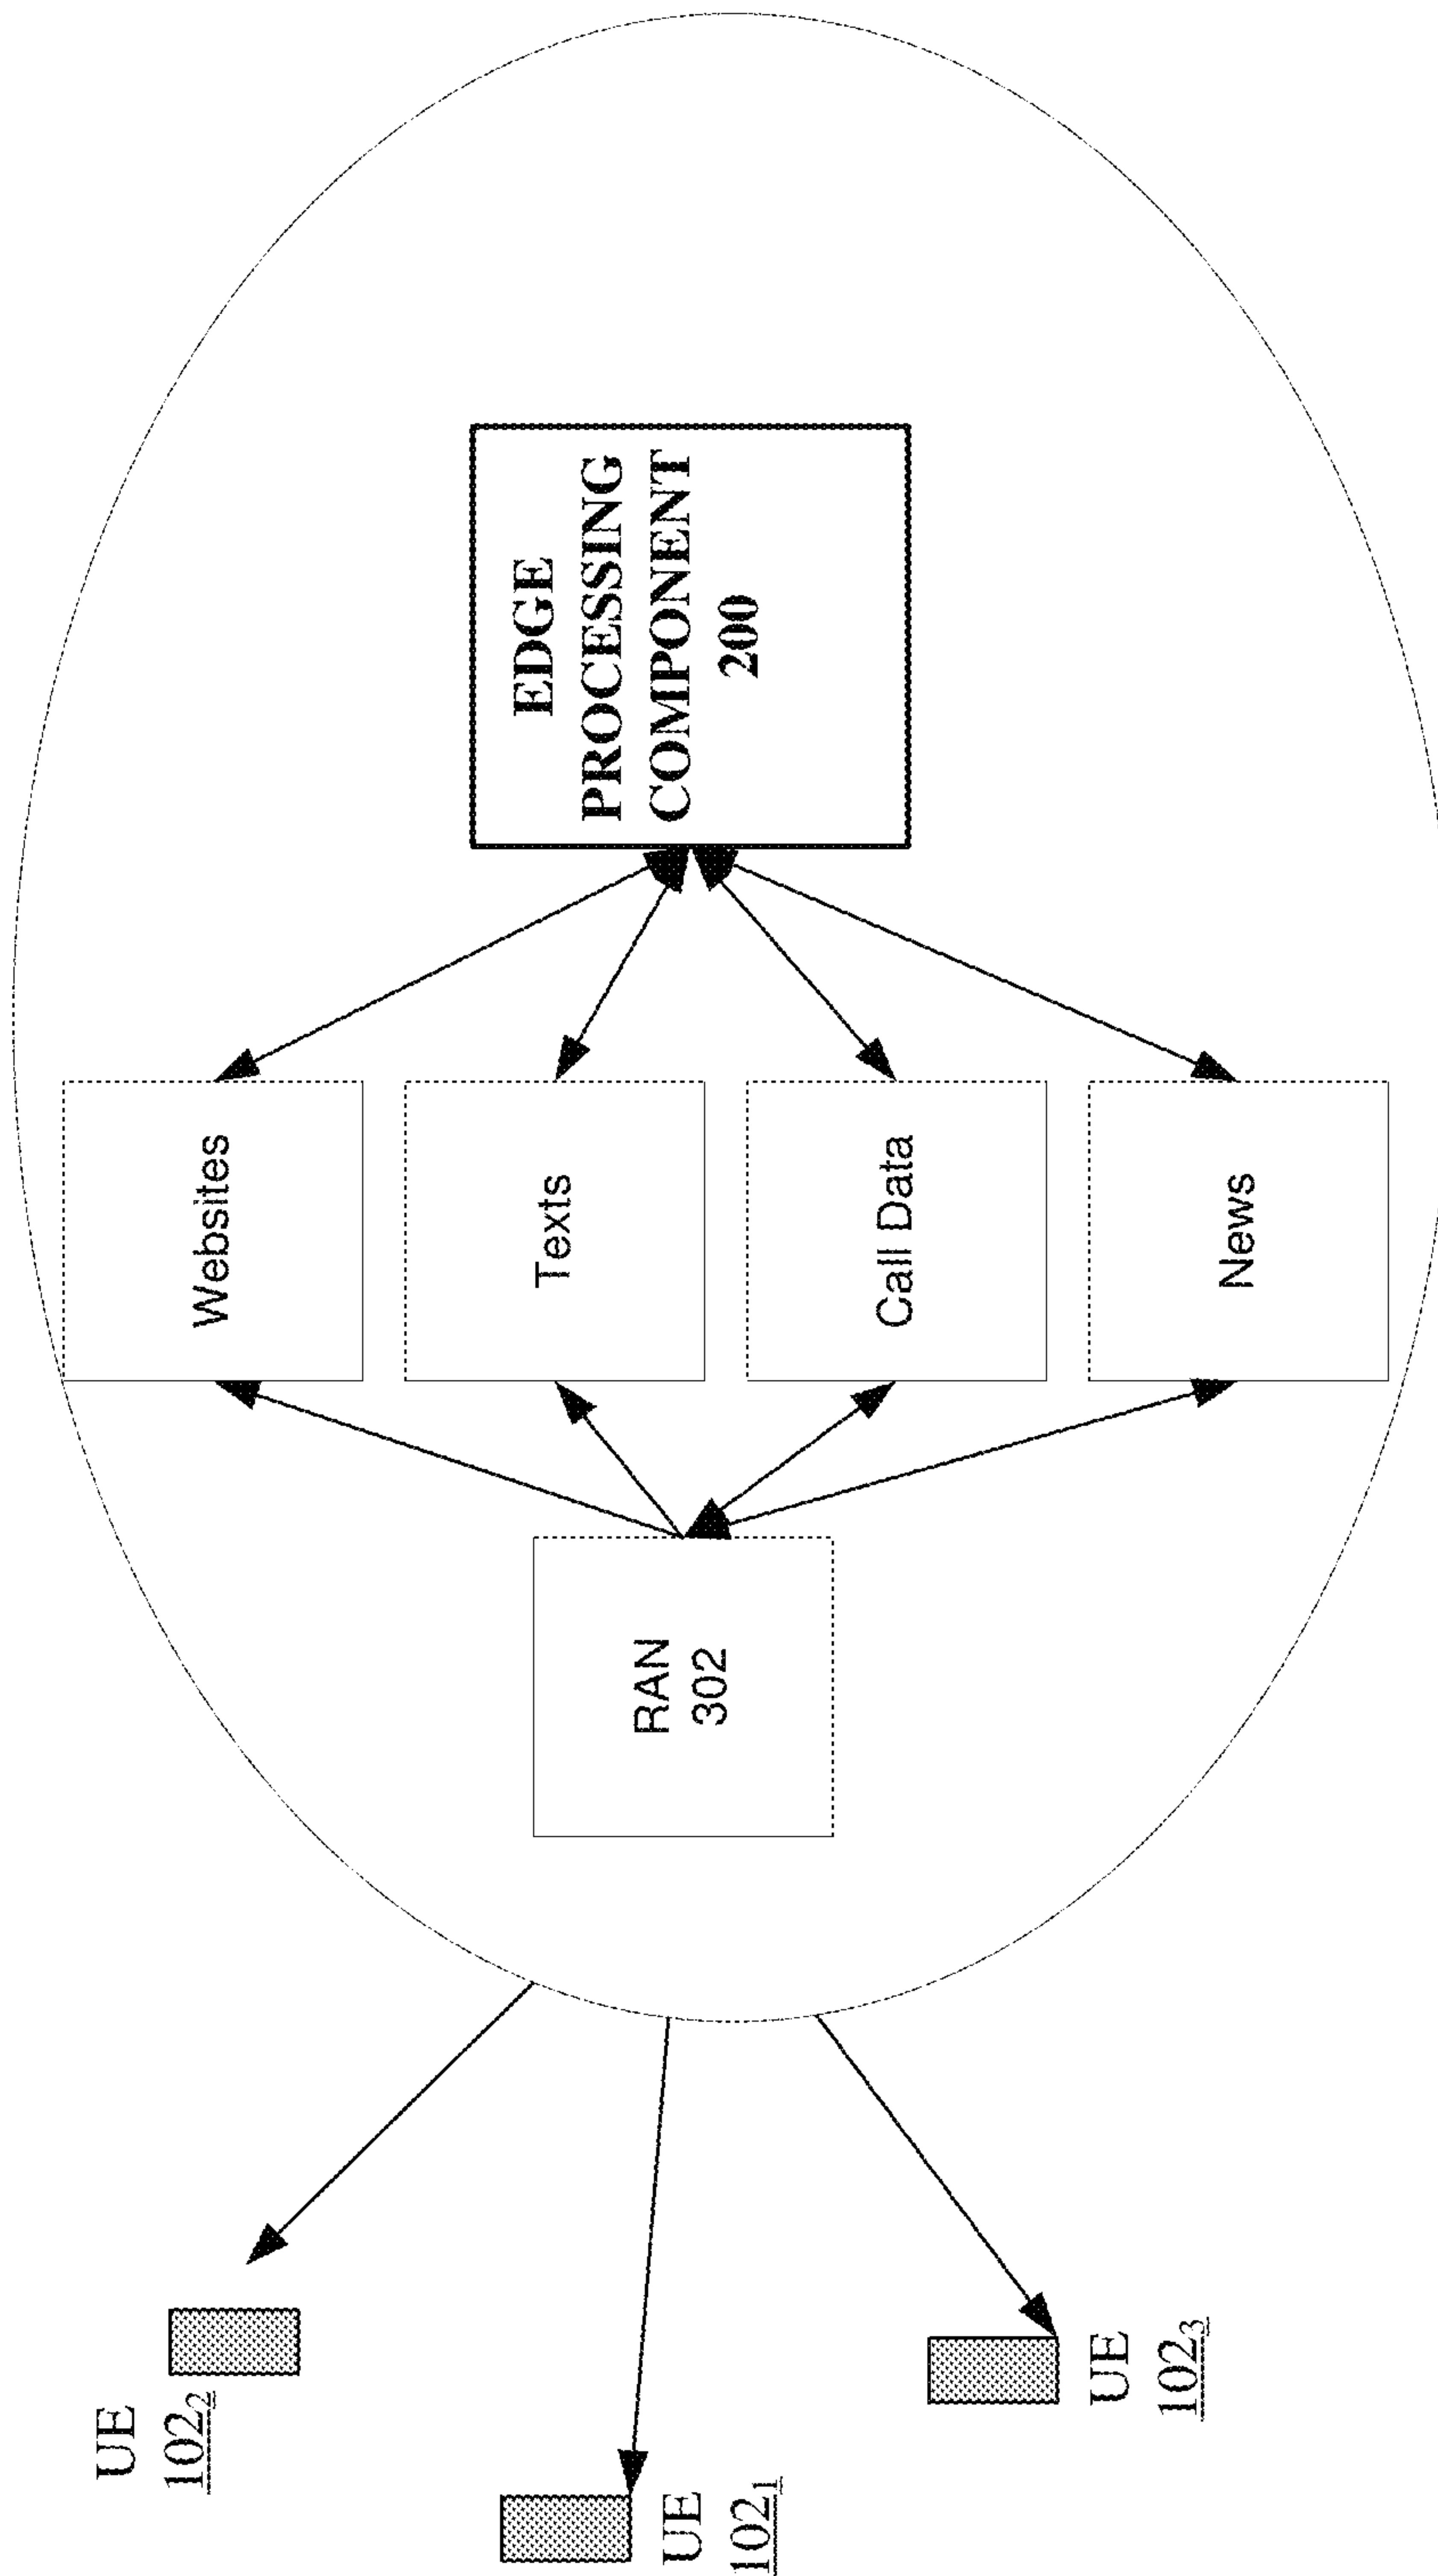 UE
102₂
UE
102₁
UE
102₃
RAN
302
Websites
Texts
Call Data
News
EDGE
PROCESSING
COMPONENT
200